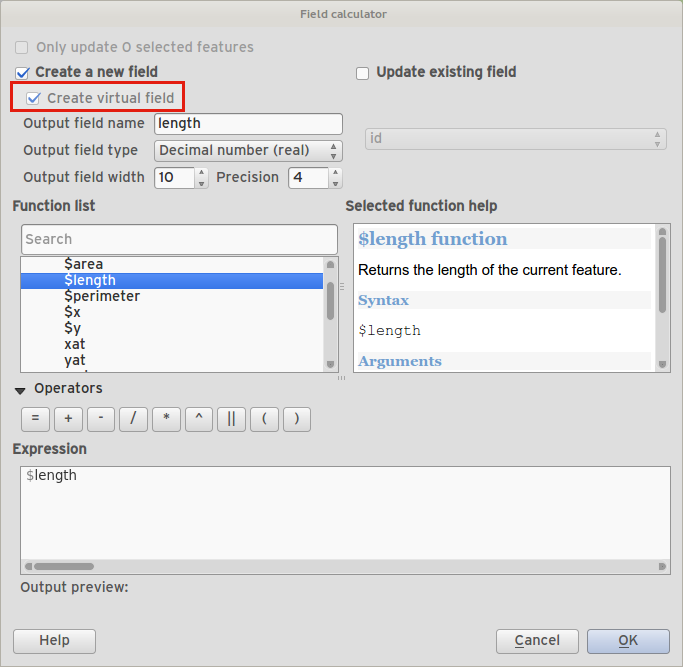 Field calculator
Only update 0 selected features
Create a new field
Update existing field
Create virtual field
Output field name length
id
Output field type Decimal number (real)
Output field width 10 Precision 4
Function list
Selected function help
Search
$area
$length
$perimeter
$x
$y
xat
yat
$length function
Returns the length of the current feature.
Syntax
$length
Arguments
Operators
= + - / * ^ || ( )
Expression
$length
Output preview:
Help Cancel OK